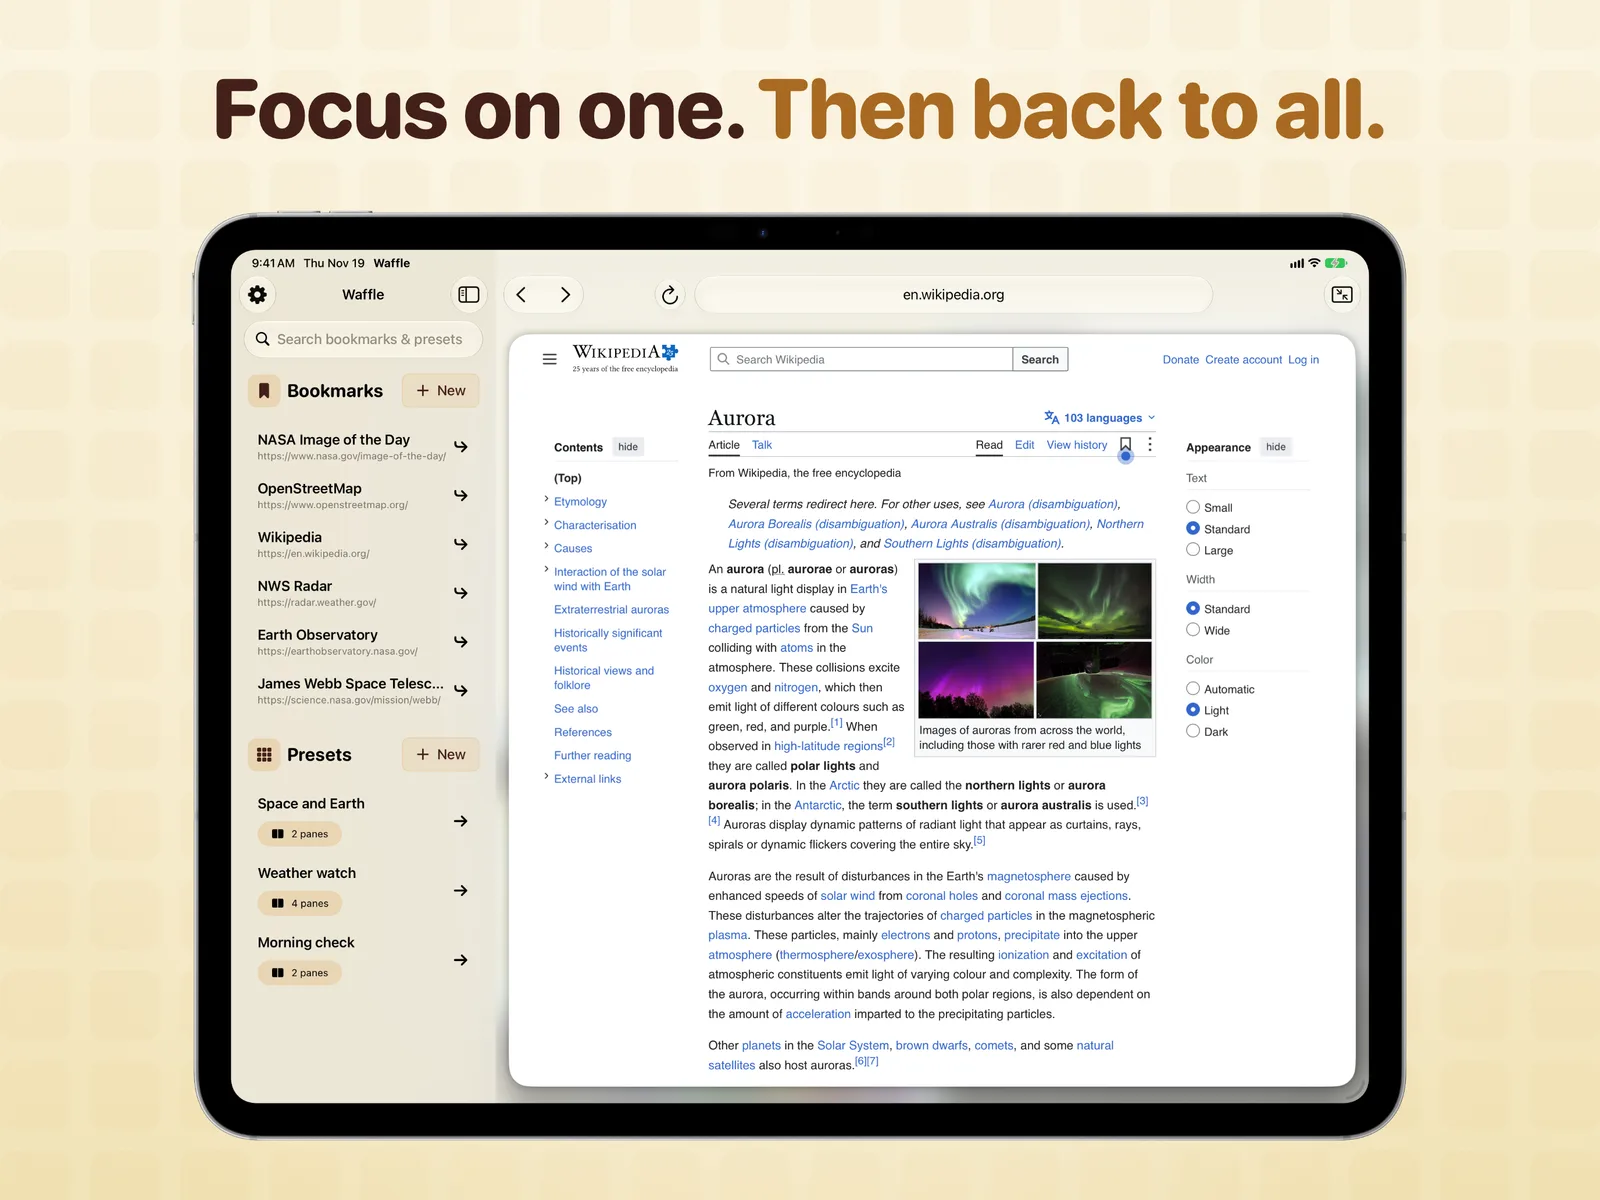 Focus on one. Then back to all.
9:41 AM Thu Nov 19 Waffle
Waffle
en.wikipedia.org
Search bookmarks & presets
Bookmarks
+ New
NASA Image of the Day
https://www.nasa.gov/image-of-the-day/
OpenStreetMap
https://www.openstreetmap.org/
Wikipedia
https://en.wikipedia.org/
NWS Radar
https://radar.weather.gov/
Earth Observatory
https://earthobservatory.nasa.gov/
James Webb Space Telesc...
https://science.nasa.gov/mission/webb/
Presets
+ New
Space and Earth
2 panes
Weather watch
4 panes
Morning check
2 panes
WIKIPEDIA
25 years of the free encyclopedia
Search Wikipedia
Search
Donate Create account Log in
Contents hide
(Top)
Etymology
Characterisation
Causes
Interaction of the solar
wind with Earth
Extraterrestrial auroras
Historically significant
events
Historical views and
folklore
See also
References
Further reading
External links
Aurora
103 languages
Article Talk
Read Edit View history
From Wikipedia, the free encyclopedia
Several terms redirect here. For other uses, see Aurora (disambiguation),
Aurora Borealis (disambiguation), Aurora Australis (disambiguation), Northern
Lights (disambiguation), and Southern Lights (disambiguation).
An aurora (pl. aurorae or auroras)
is a natural light display in Earth's
upper atmosphere caused by
charged particles from the Sun
colliding with atoms in the
atmosphere. These collisions excite
oxygen and nitrogen, which then
emit light of different colours such as
green, red, and purple.[1] When
observed in high-latitude regions[2]
they are called polar lights and
aurora polaris. In the Arctic they are called the northern lights or aurora
borealis; in the Antarctic, the term southern lights or aurora australis is used.[3]
[4] Auroras display dynamic patterns of radiant light that appear as curtains, rays,
spirals or dynamic flickers covering the entire sky.[5]
Images of auroras from across the world,
including those with rarer red and blue lights
Auroras are the result of disturbances in the Earth's magnetosphere caused by
enhanced speeds of solar wind from coronal holes and coronal mass ejections.
These disturbances alter the trajectories of charged particles in the magnetospheric
plasma. These particles, mainly electrons and protons, precipitate into the upper
atmosphere (thermosphere/exosphere). The resulting ionization and excitation of
atmospheric constituents emit light of varying colour and complexity. The form of
the aurora, occurring within bands around both polar regions, is also dependent on
the amount of acceleration imparted to the precipitating particles.
Other planets in the Solar System, brown dwarfs, comets, and some natural
satellites also host auroras.[6][7]
Appearance hide
Text
Small
Standard
Large
Width
Standard
Wide
Color
Automatic
Light
Dark